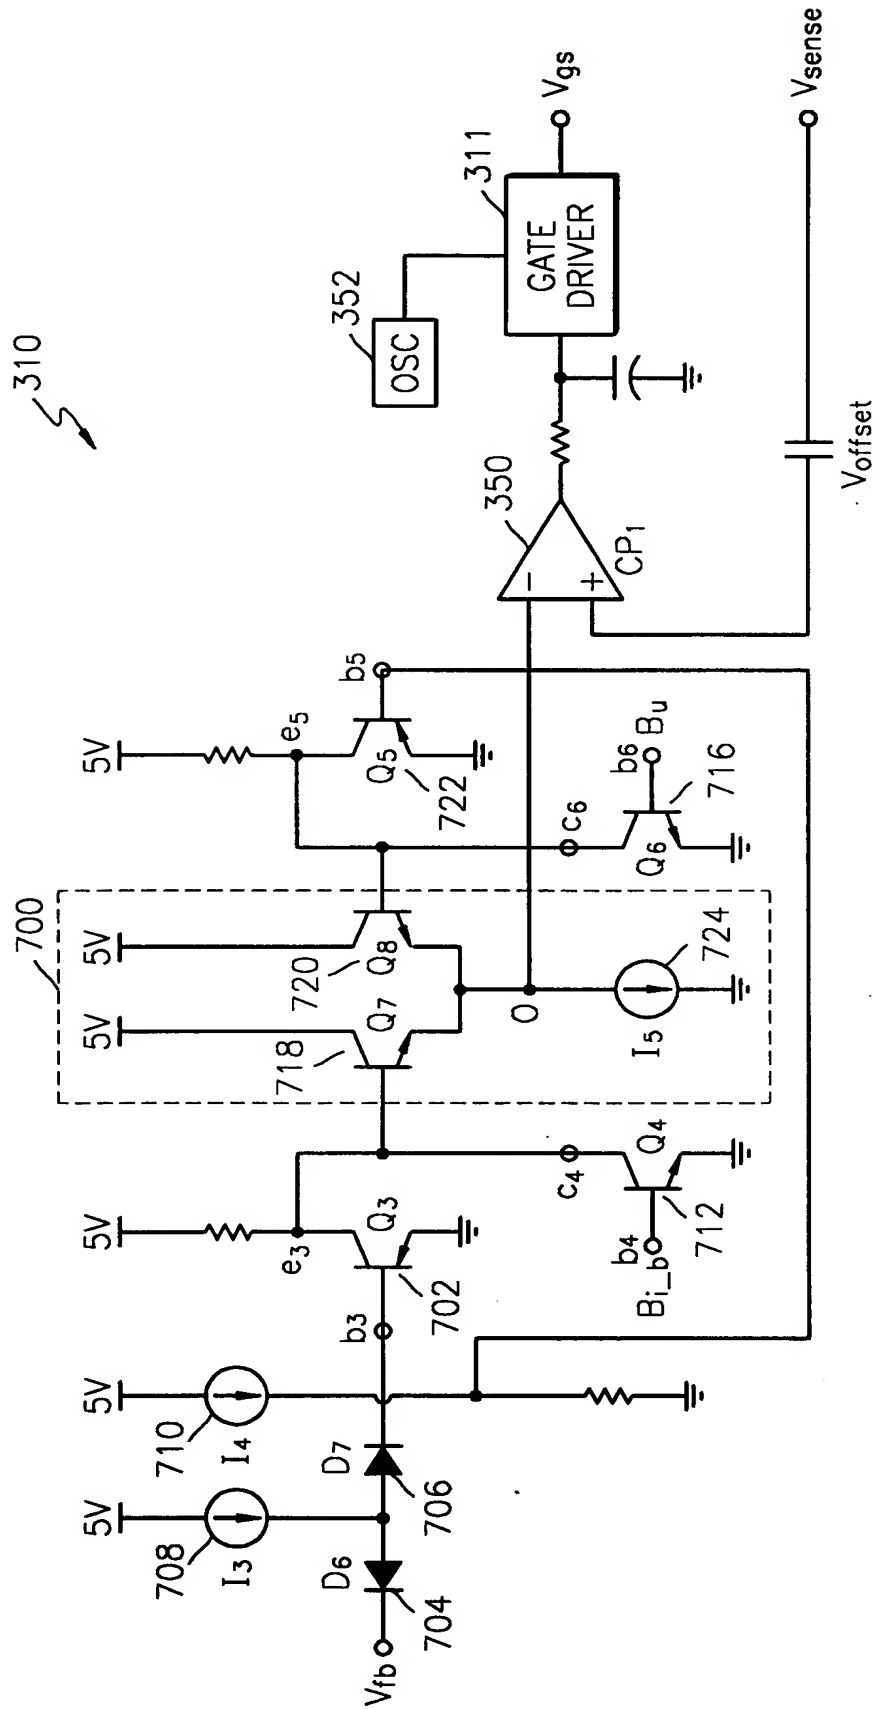 310
700
5V
5V
5V
5V
5V
5V
708
I3
710
I4
Vfb
D6
704
D7
706
b3
702
e3
Q3
718
Q7
720
Q8
e5
Q5
722
b5
352
OSC
311
GATE
DRIVER
Vgs
350
−
+
CP1
O
I5
724
c4
b4
Bi_b
Q4
712
c6
b6
Bu
Q6
716
Voffset
Vsense